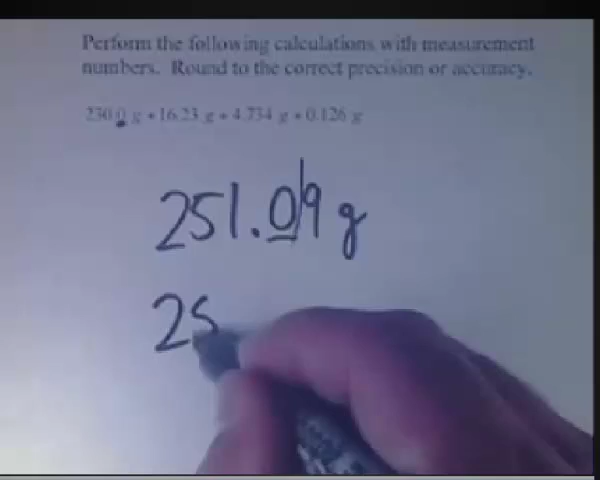 Perform the following calculations with measurement
numbers. Round to the correct precision or accuracy.
230.0 g + 16.23 g + 4.734 g + 0.126 g
251.09 g
25